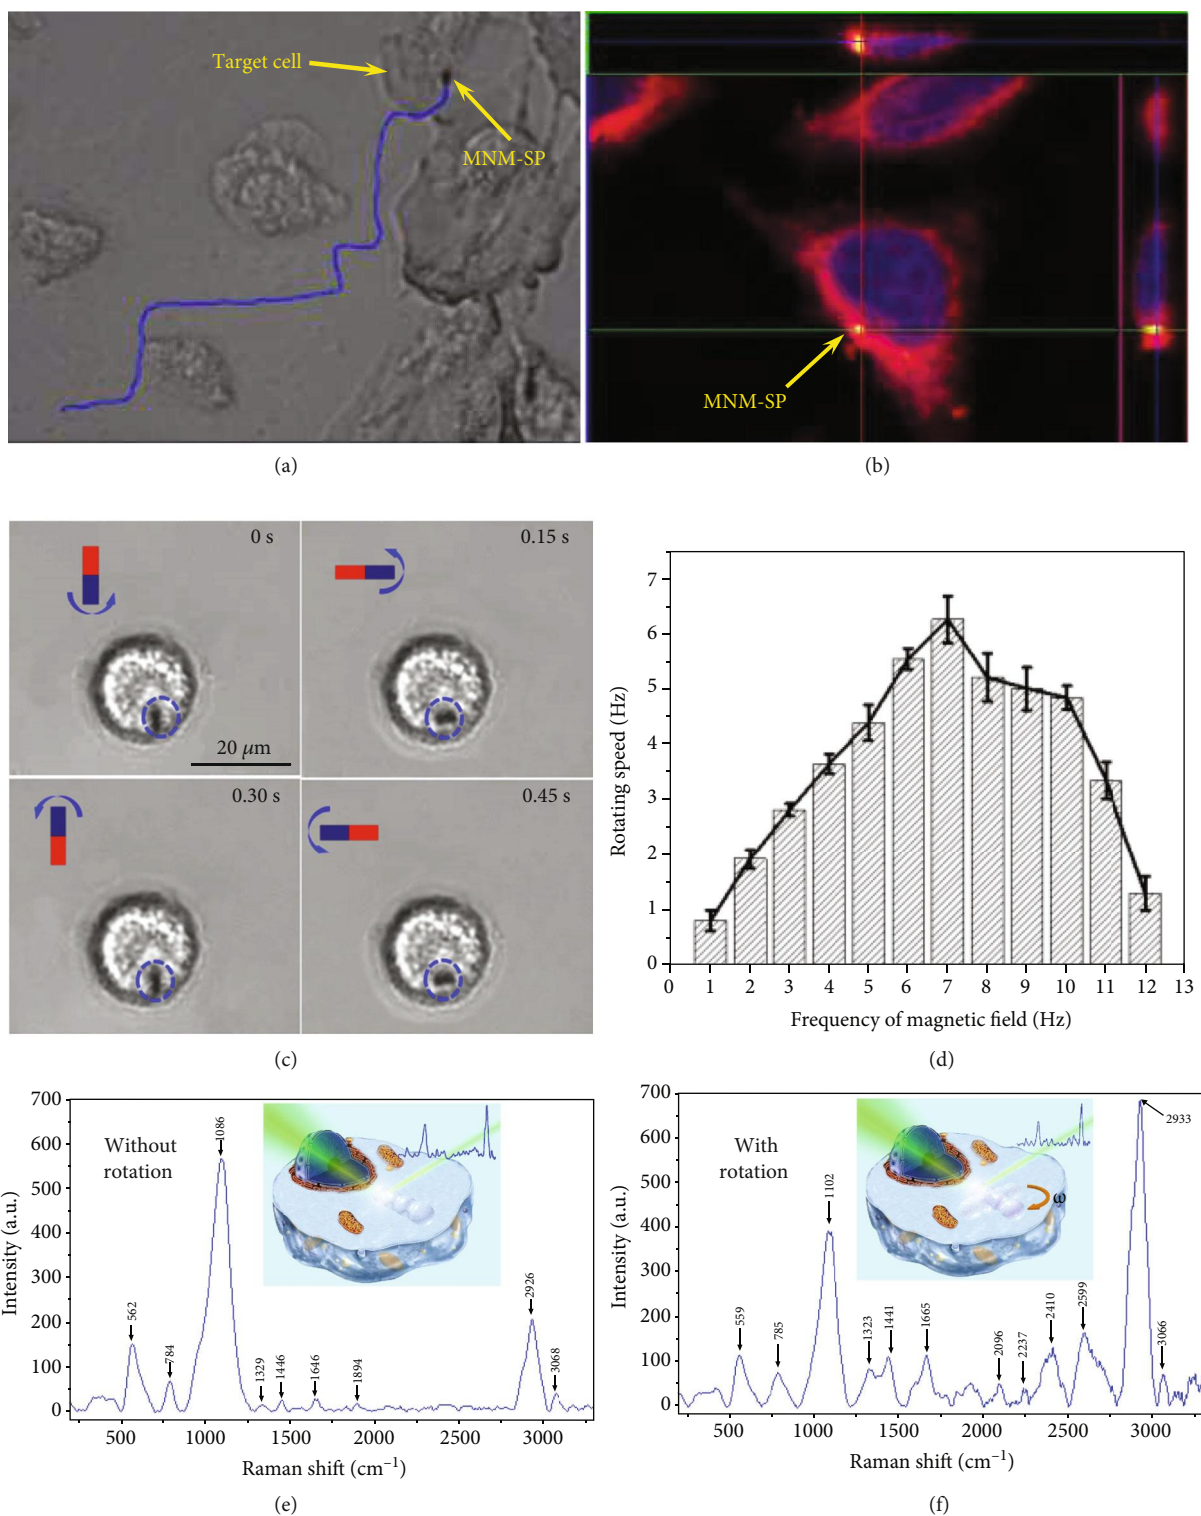 Target cell
MNM-SP
(a)
MNM-SP
(b)
0 s
0.15 s
20 μm
0.30 s
0.45 s
(c)
Rotating speed (Hz)
7
6
5
4
3
2
1
0
0 1 2 3 4 5 6 7 8 9 10 11 12 13
Frequency of magnetic field (Hz)
(d)
Intensity (a.u.)
700
600
500
400
300
200
100
0
Without
rotation
562
784
1086
1329
1446
1646
1894
2926
3068
500 1000 1500 2000 2500 3000
Raman shift (cm⁻¹)
(e)
Intensity (a.u.)
700
600
500
400
300
200
100
0
With
rotation
ω
559
785
1102
1323
1441
1665
2096
2237
2410
2599
2933
3066
500 1000 1500 2000 2500 3000
Raman shift (cm⁻¹)
(f)